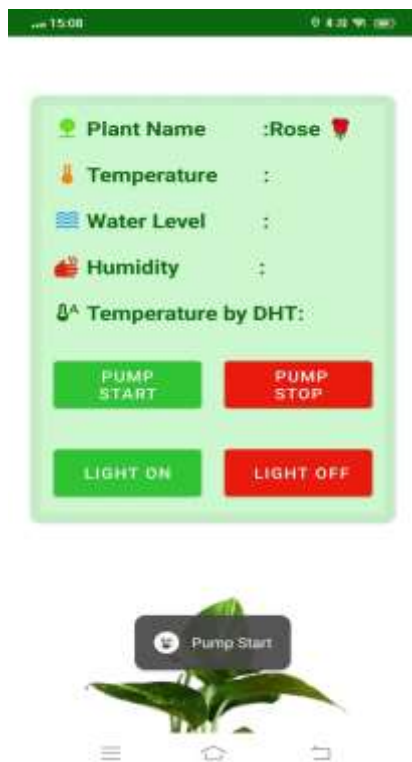 15:08
Plant Name :Rose
Temperature :
Water Level :
Humidity :
A Temperature by DHT:
PUMP
START
PUMP
STOP
LIGHT ON
LIGHT OFF
Pump Start